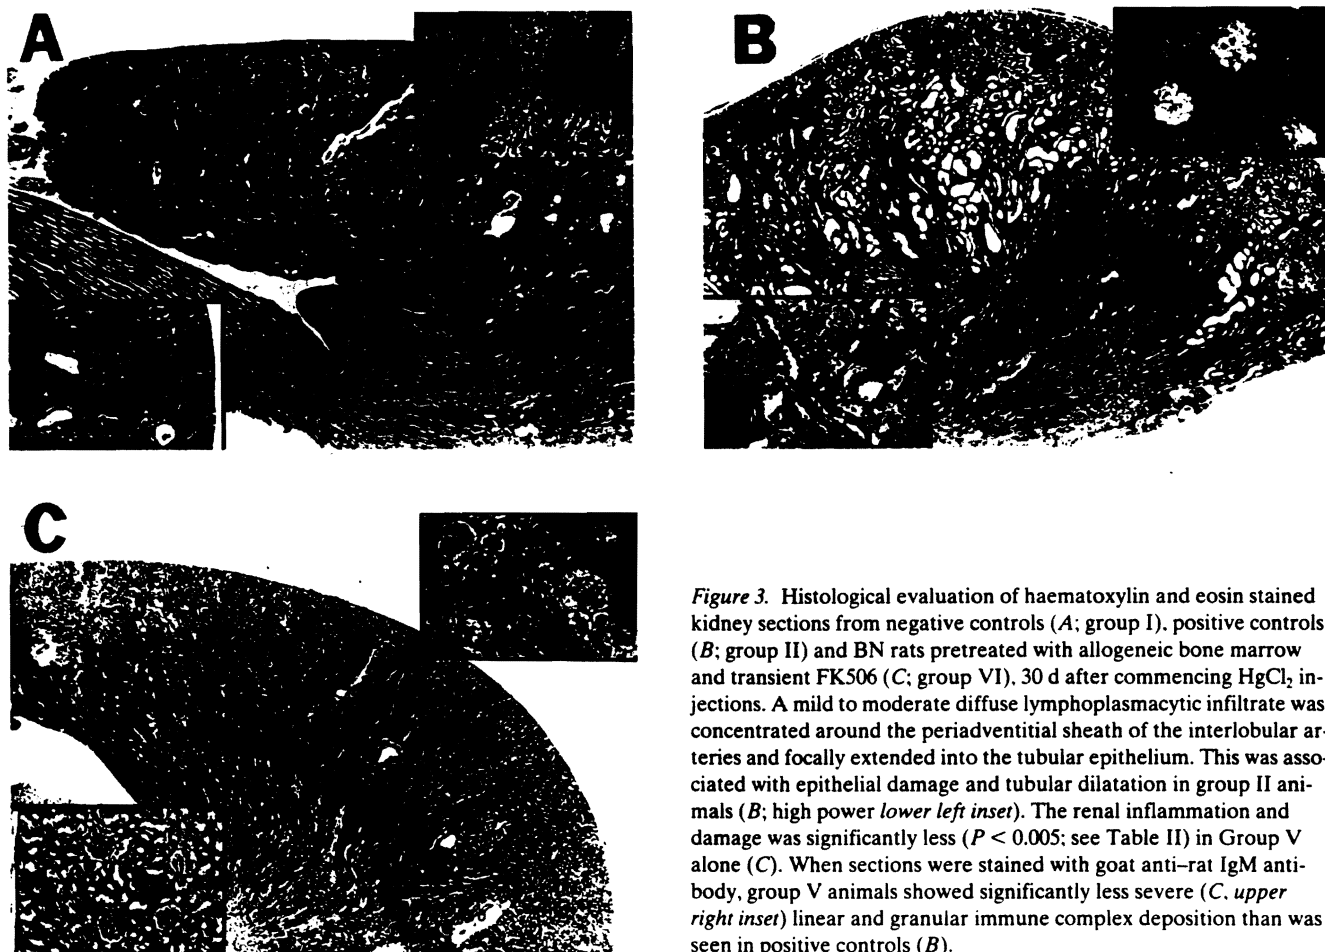 A
B
C
Figure 3. Histological evaluation of haematoxylin and eosin stained
kidney sections from negative controls (A; group I), positive controls
(B; group II) and BN rats pretreated with allogeneic bone marrow
and transient FK506 (C; group VI), 30 d after commencing HgCl₂ in-
jections. A mild to moderate diffuse lymphoplasmacytic infiltrate was
concentrated around the periadventitial sheath of the interlobular ar-
teries and focally extended into the tubular epithelium. This was asso-
ciated with epithelial damage and tubular dilatation in group II ani-
mals (B; high power lower left inset). The renal inflammation and
damage was significantly less (P < 0.005; see Table II) in Group V
alone (C). When sections were stained with goat anti–rat IgM anti-
body, group V animals showed significantly less severe (C, upper
right inset) linear and granular immune complex deposition than was
seen in positive controls (B).